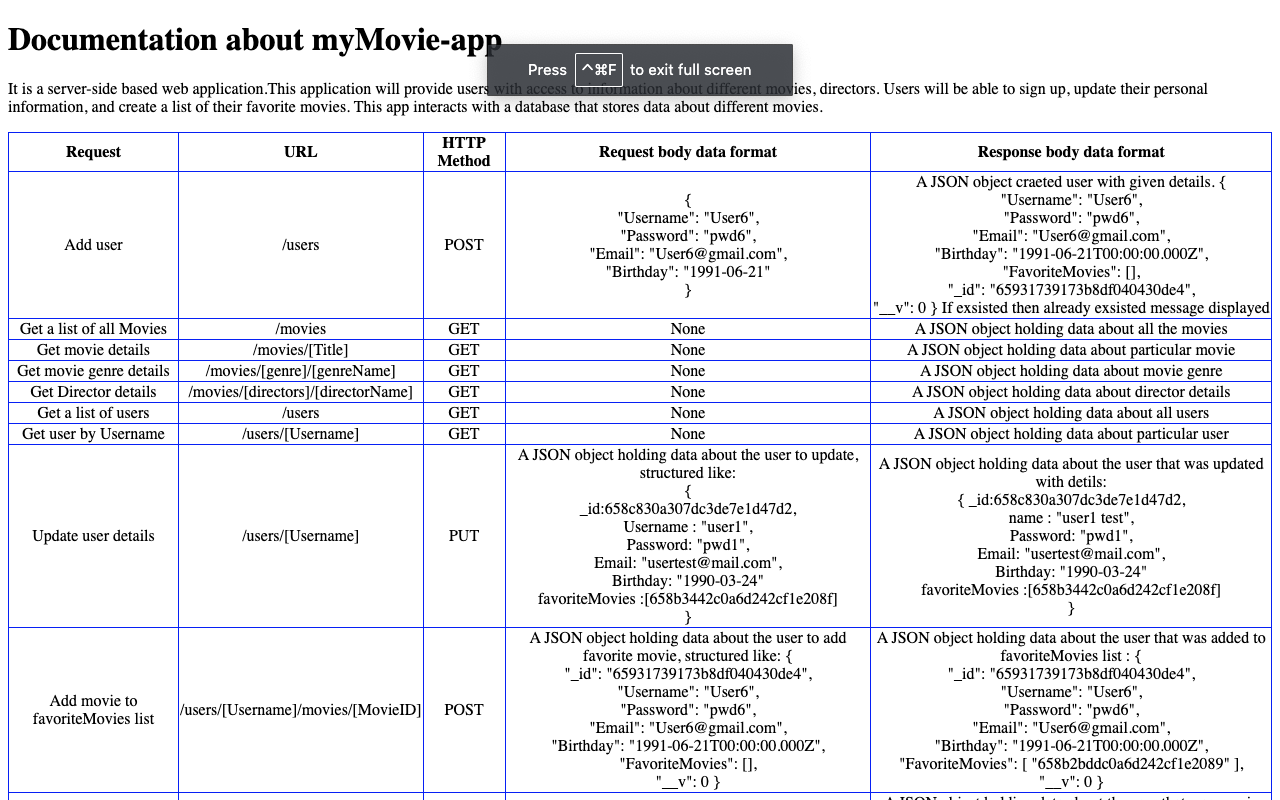 Documentation about myMovie-app
Press ^⌘F to exit full screen
It is a server-side based web application.This application will provide users with access to information about different movies, directors. Users will be able to sign up, update their personal
information, and create a list of their favorite movies. This app interacts with a database that stores data about different movies.
Request
URL
HTTP
Method
Request body data format
Response body data format
Add user
/users
POST
{
"Username": "User6",
"Password": "pwd6",
"Email": "User6@gmail.com",
"Birthday": "1991-06-21"
}
A JSON object craeted user with given details. {
"Username": "User6",
"Password": "pwd6",
"Email": "User6@gmail.com",
"Birthday": "1991-06-21T00:00:00.000Z",
"FavoriteMovies": [],
"_id": "65931739173b8df040430de4",
"__v": 0 } If exsisted then already exsisted message displayed
Get a list of all Movies
/movies
GET
None
A JSON object holding data about all the movies
Get movie details
/movies/[Title]
GET
None
A JSON object holding data about particular movie
Get movie genre details
/movies/[genre]/[genreName]
GET
None
A JSON object holding data about movie genre
Get Director details
/movies/[directors]/[directorName]
GET
None
A JSON object holding data about director details
Get a list of users
/users
GET
None
A JSON object holding data about all users
Get user by Username
/users/[Username]
GET
None
A JSON object holding data about particular user
Update user details
/users/[Username]
PUT
A JSON object holding data about the user to update,
structured like:
{
_id:658c830a307dc3de7e1d47d2,
Username : "user1",
Password: "pwd1",
Email: "usertest@mail.com",
Birthday: "1990-03-24"
favoriteMovies :[658b3442c0a6d242cf1e208f]
}
A JSON object holding data about the user that was updated
with detils:
{ _id:658c830a307dc3de7e1d47d2,
name : "user1 test",
Password: "pwd1",
Email: "usertest@mail.com",
Birthday: "1990-03-24"
favoriteMovies :[658b3442c0a6d242cf1e208f]
}
Add movie to
favoriteMovies list
/users/[Username]/movies/[MovieID]
POST
A JSON object holding data about the user to add
favorite movie, structured like: {
"_id": "65931739173b8df040430de4",
"Username": "User6",
"Password": "pwd6",
"Email": "User6@gmail.com",
"Birthday": "1991-06-21T00:00:00.000Z",
"FavoriteMovies": [],
"__v": 0 }
A JSON object holding data about the user that was added to
favoriteMovies list : {
"_id": "65931739173b8df040430de4",
"Username": "User6",
"Password": "pwd6",
"Email": "User6@gmail.com",
"Birthday": "1991-06-21T00:00:00.000Z",
"FavoriteMovies": [ "658b2bddc0a6d242cf1e2089" ],
"__v": 0 }